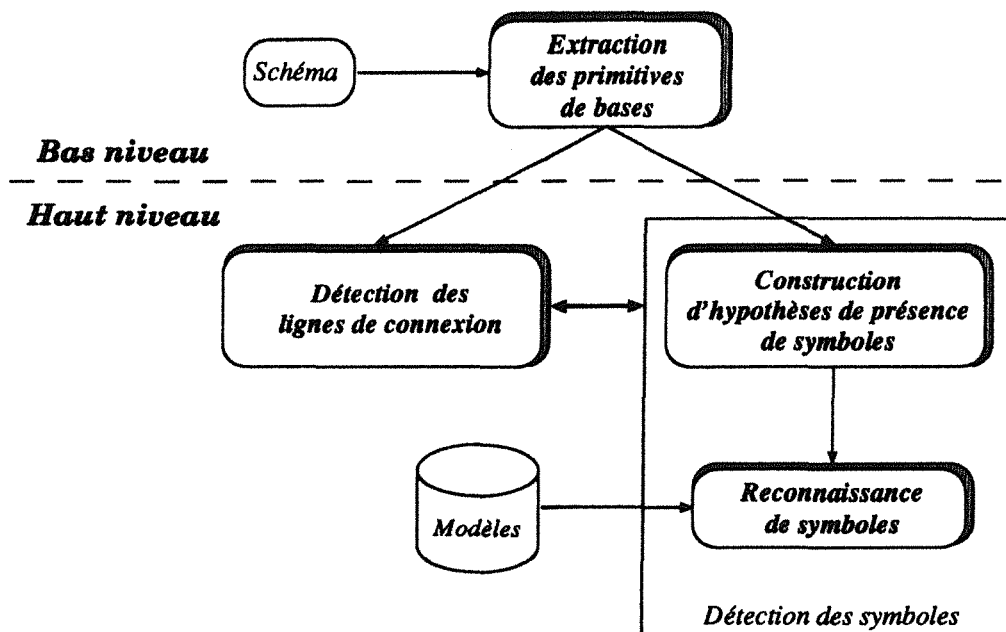 Schéma
Extraction
des primitives
de bases
Bas niveau
Haut niveau
Détection des
lignes de connexion
Construction
d'hypothèses de présence
de symboles
Modèles
Reconnaissance
de symboles
Détection des symboles